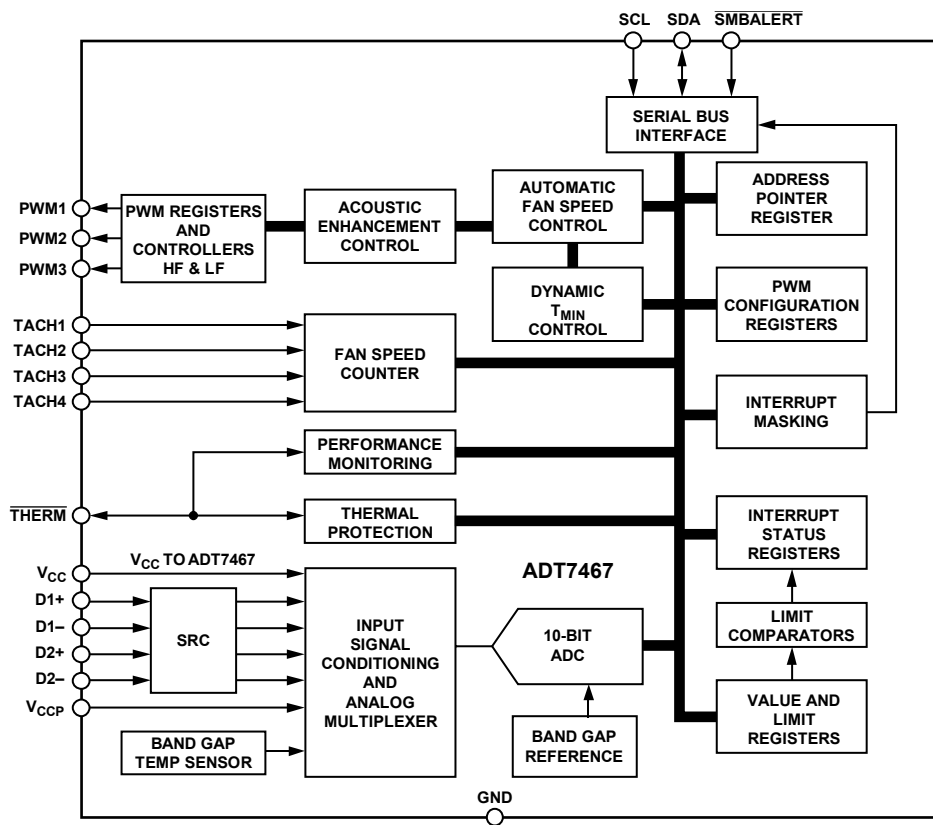 SCL SDA SMBALERT
SERIAL BUS
INTERFACE
PWM1
PWM2
PWM3
PWM REGISTERS
AND
CONTROLLERS
HF & LF
ACOUSTIC
ENHANCEMENT
CONTROL
AUTOMATIC
FAN SPEED
CONTROL
ADDRESS
POINTER
REGISTER
DYNAMIC
TMIN
CONTROL
PWM
CONFIGURATION
REGISTERS
TACH1
TACH2
TACH3
TACH4
FAN SPEED
COUNTER
INTERRUPT
MASKING
PERFORMANCE
MONITORING
THERM
THERMAL
PROTECTION
INTERRUPT
STATUS
REGISTERS
VCC
VCC TO ADT7467
ADT7467
D1+
D1–
D2+
D2–
VCCP
SRC
INPUT
SIGNAL
CONDITIONING
AND
ANALOG
MULTIPLEXER
10-BIT
ADC
LIMIT
COMPARATORS
VALUE AND
LIMIT
REGISTERS
BAND GAP
TEMP SENSOR
BAND GAP
REFERENCE
GND